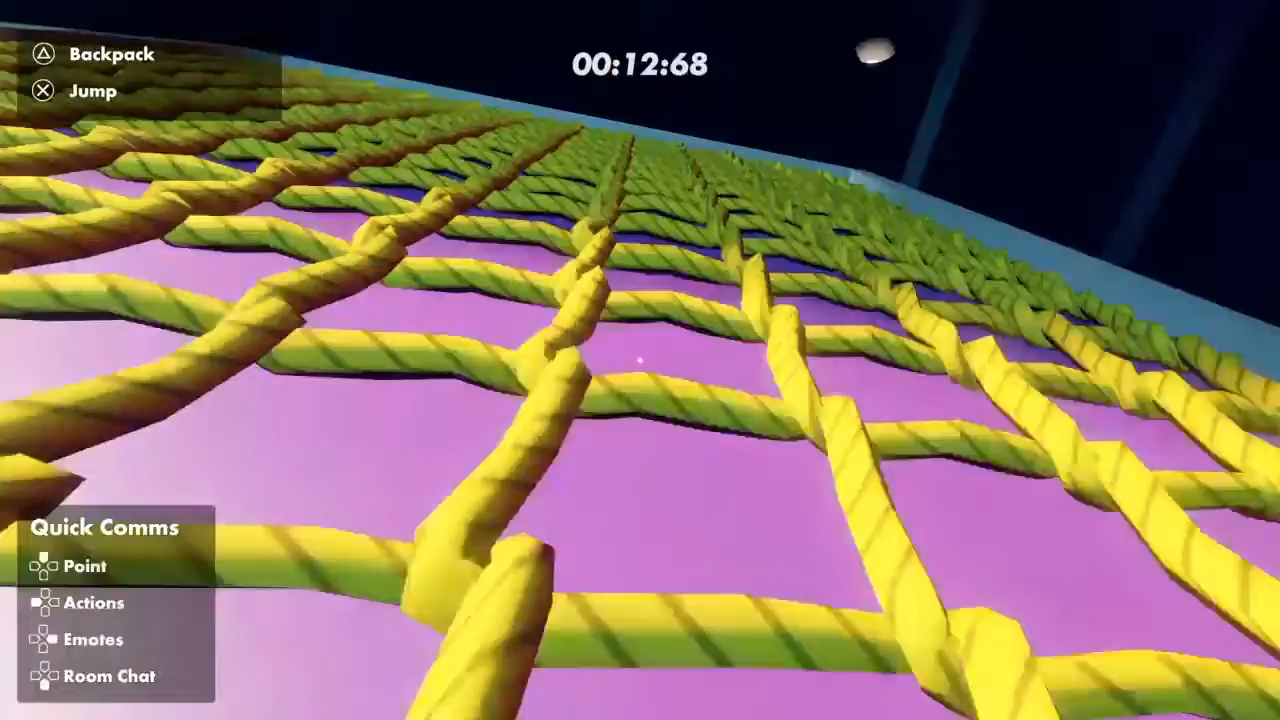 Backpack
Jump
00:12:68
Quick Comms
Point
Actions
Emotes
Room Chat